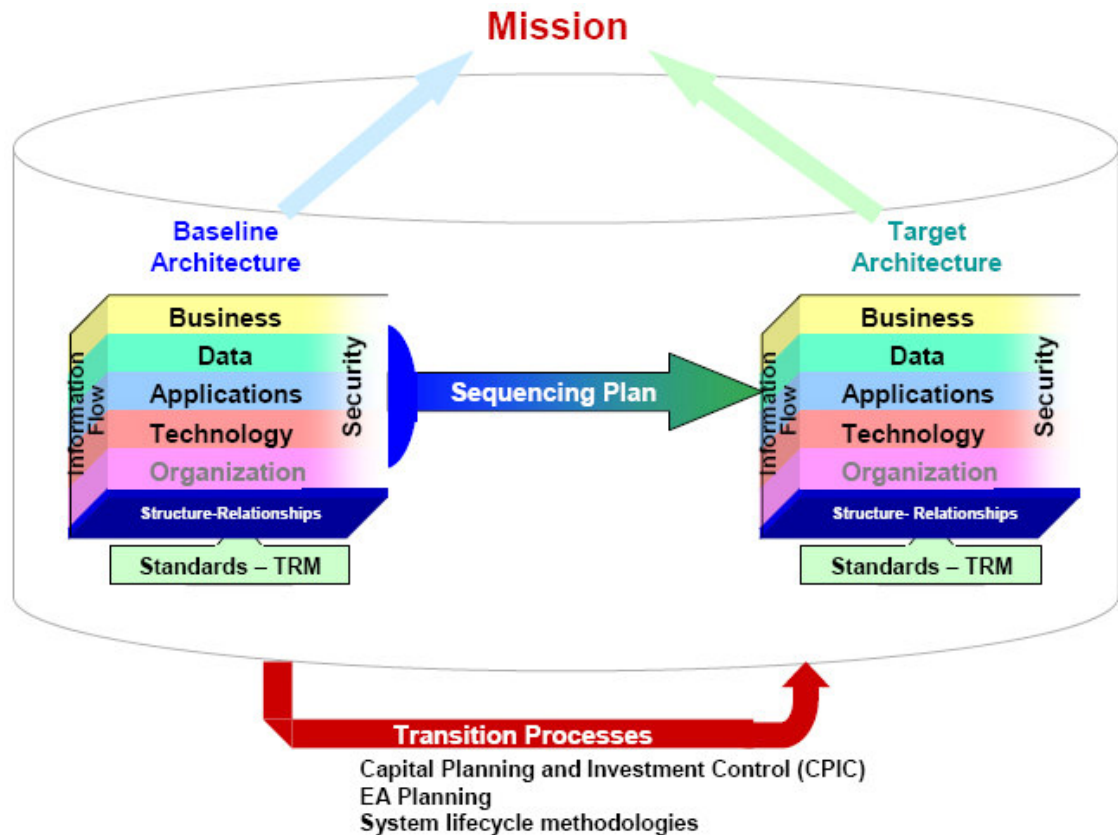 Mission
Baseline
Architecture
Target
Architecture
Business
Data
Applications
Technology
Organization
Information
Flow
Security
Structure-Relationships
Standards – TRM
Sequencing Plan
Business
Data
Applications
Technology
Organization
Information
Flow
Security
Structure- Relationships
Standards – TRM
Transition Processes
Capital Planning and Investment Control (CPIC)
EA Planning
System lifecycle methodologies